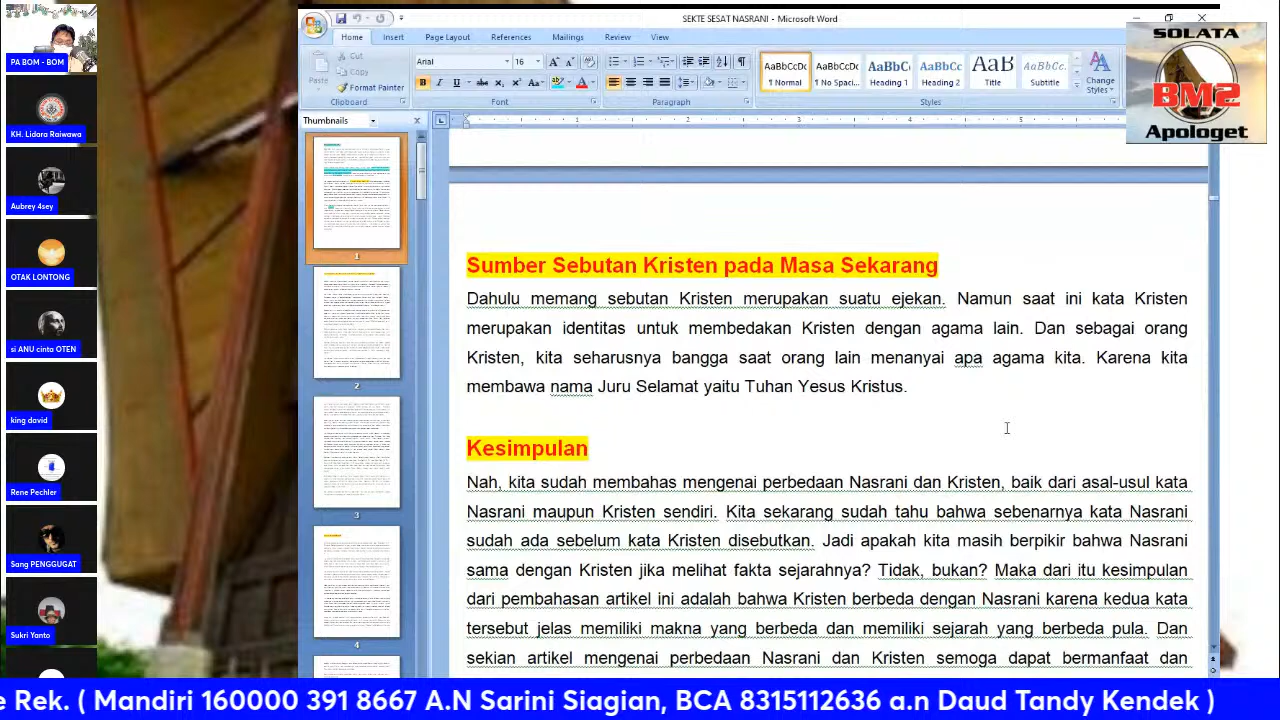 SEKTE SESAT NASRANI - Microsoft Word
Home Insert Page Layout References Mailings Review View
Cut
Copy
Paste
Format Painter
Clipboard
Arial 16
Font
Paragraph
AaBbCcDc AaBbCcDc AaBbC AaBbCc AaB AaBbCc.
¶ Normal ¶ No Spaci... Heading 1 Heading 2 Title Subtitle
Change
Styles
Styles
SOLATA
BM2
Apologet
Thumbnails
1
2
3
4
PA BOM - BOM
KH. Lidara Raiwawa
Aubrey 4sey
OTAK LONTONG
si ANU cinta OTEN
king david
Rene Pechler
Sang PENGGUGAT
Sukri Yanto
Sumber Sebutan Kristen pada Masa Sekarang
Dahulu memang sebutan Kristen merupakan suatu ejekan. Namun saat ini kata Kristen
merupakan identitas untuk membedakan Kristen dengan agama lain. Dan sebagai orang
Kristen, kita seharusnya bangga saat orang lain menanyai apa agama kita. Karena kita
membawa nama Juru Selamat yaitu Tuhan Yesus Kristus.
Kesimpulan
Nah, kita sudah membahas mengenai perbedaan Nasrani dan Kristen, baik dari asal-usul kata
Nasrani maupun Kristen sendiri. Kita sekarang sudah tahu bahwa sebenarnya kata Nasrani
sudah ada sebelum kata Kristen disebutkan. Jadi apakah kita masih berpikir bahwa Nasrani
sama dengan Kristen jika melihat fakta sejarahnya? Tidak, bukan? Maka dari itu kesimpulan
dari pembahasan artikel ini adalah bahwa Kristen berbeda dengan Nasrani karena kedua kata
tersebut jelas memiliki makna yang berbeda dan memiliki sejarah yang berbeda pula. Dan
sekian artikel mengenai perbedaan Nasrani dan Kristen semoga dapat bermanfaat dan
e Rek. ( Mandiri 160000 391 8667 A.N Sarini Siagian, BCA 8315112636 a.n Daud Tandy Kendek )